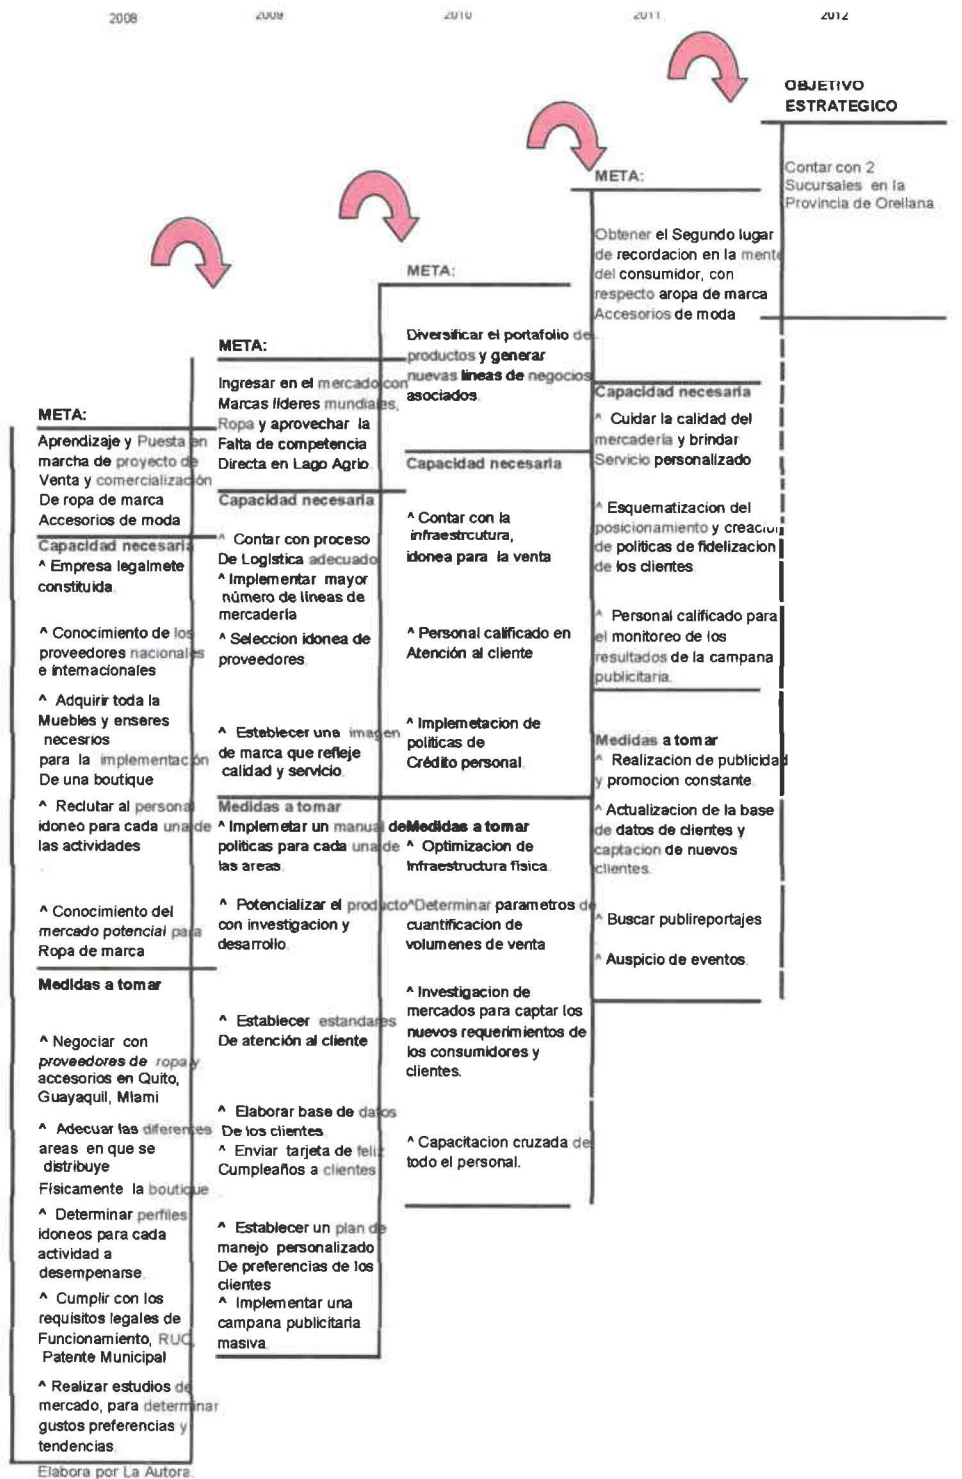 2008
2009
2010
2011
2012
META:
Aprendizaje y Puesta en
marcha de proyecto de
Venta y comercialización
De ropa de marca
Accesorios de moda
Capacidad necesaria
^ Empresa legalmete
constituida.
^ Conocimiento de los
proveedores nacionales
e internacionales
^ Adquirir toda la
Muebles y enseres
necesrios
para la implementación
De una boutique
^ Reclutar al personal
idoneo para cada una de
las actividades
.
^ Conocimiento del
mercado potencial para
Ropa de marca
Medidas a tomar
^ Negociar con
proveedores de ropa y
accesorios en Quito,
Guayaquil, Miami
^ Adecuar las diferentes
areas en que se
distribuye
Físicamente la boutique
^ Determinar perfiles
idoneos para cada
actividad a
desempenarse.
^ Cumplir con los
requisitos legales de
Funcionamiento, RUC,
Patente Municipal
^ Realizar estudios de
mercado, para determinar
gustos preferencias y
tendencias.
META:
Ingresar en el mercado con
Marcas líderes mundiales,
Ropa y aprovechar la
Falta de competencia
Directa en Lago Agrio.
Capacidad necesaria
^ Contar con proceso
De Logística adecuado
^ Implementar mayor
número de líneas de
mercadería
^ Seleccion idonea de
proveedores.
^ Establecer una imagen
de marca que refleje
calidad y servicio.
Medidas a tomar
^ Implemetar un manual de
políticas para cada una de
las areas.
^ Potencializar el producto
con investigacion y
desarrollo.
^ Establecer estandares
De atención al cliente
^ Elaborar base de datos
De los clientes.
^ Enviar tarjeta de feliz
Cumpleaños a clientes
^ Establecer un plan de
manejo personalizado
De preferencias de los
clientes
^ Implementar una
campana publicitaria
masiva.
META:
Diversificar el portafolio de
productos y generar
nuevas líneas de negocios
asociados.
Capacidad necesaria
^ Contar con la
infraestrcutura,
idonea para la venta
^ Personal calificado en
Atención al cliente
^ Implemetacion de
políticas de
Crédito personal.
Medidas a tomar
^ Optimizacion de
Infraestructura física.
^Determinar parametros de
cuantificacion de
volumenes de venta
^ Investigacion de
mercados para captar los
nuevos requerimientos de
los consumidores y
clientes.
^ Capacitacion cruzada de
todo el personal.
META:
Obtener el Segundo lugar
de recordacion en la mente
del consumidor, con
respecto aropa de marca
Accesorios de moda
Capacidad necesaria
^ Cuidar la calidad del
mercadería y brindar
Servicio personalizado
^ Esquematizacion del
posicionamiento y creacion
de políticas de fidelizacion
de los clientes.
^ Personal calificado para
el monitoreo de los
resultados de la campana
publicitaria.
Medidas a tomar
^ Realizacion de publicidad
y promocion constante.
^ Actualizacion de la base
de datos de clientes y
captacion de nuevos
clientes.
^ Buscar publireportajes
^ Auspicio de eventos.
OBJETIVO
ESTRATEGICO
Contar con 2
Sucursales en la
Provincia de Orellana
Elabora por La Autora.